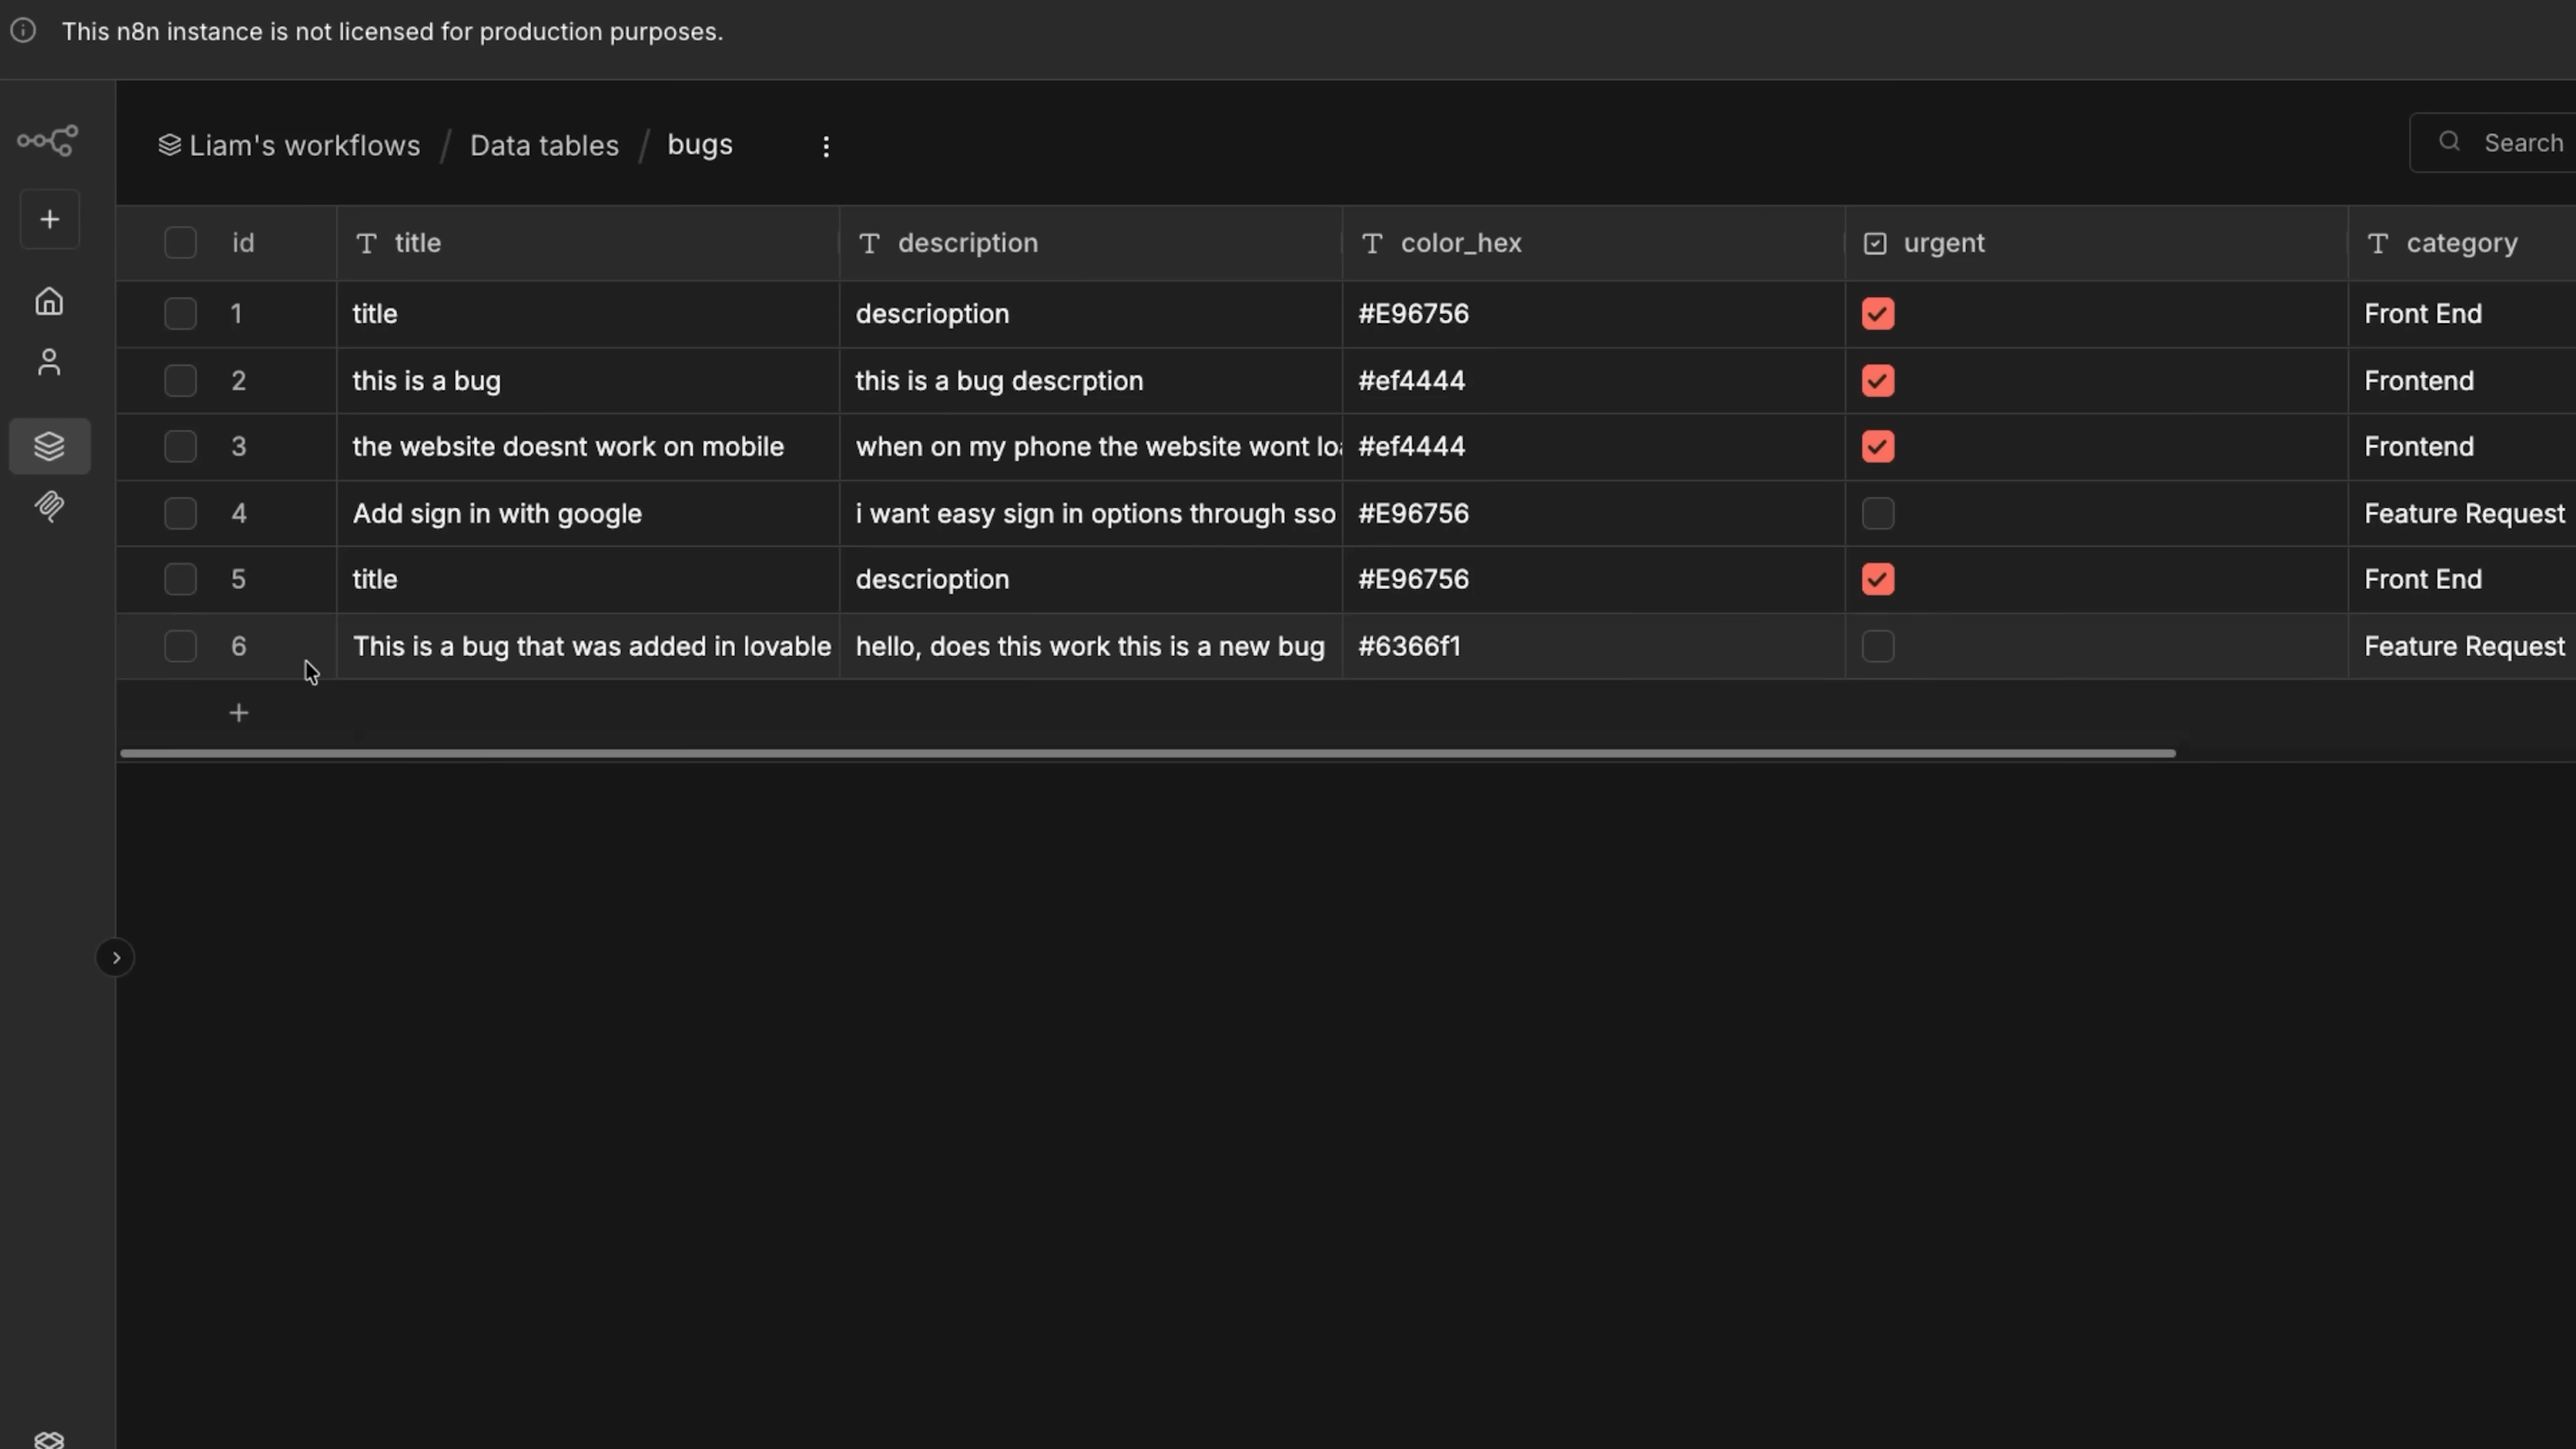 This n8n instance is not licensed for production purposes.
Liam's workflows / Data tables / bugs
Search
id title description color_hex urgent category
1 title descrioption #E96756 Front End
2 this is a bug this is a bug descrption #ef4444 Frontend
3 the website doesnt work on mobile when on my phone the website wont loa #ef4444 Frontend
4 Add sign in with google i want easy sign in options through sso #E96756 Feature Request
5 title descrioption #E96756 Front End
6 This is a bug that was added in lovable hello, does this work this is a new bug #6366f1 Feature Request